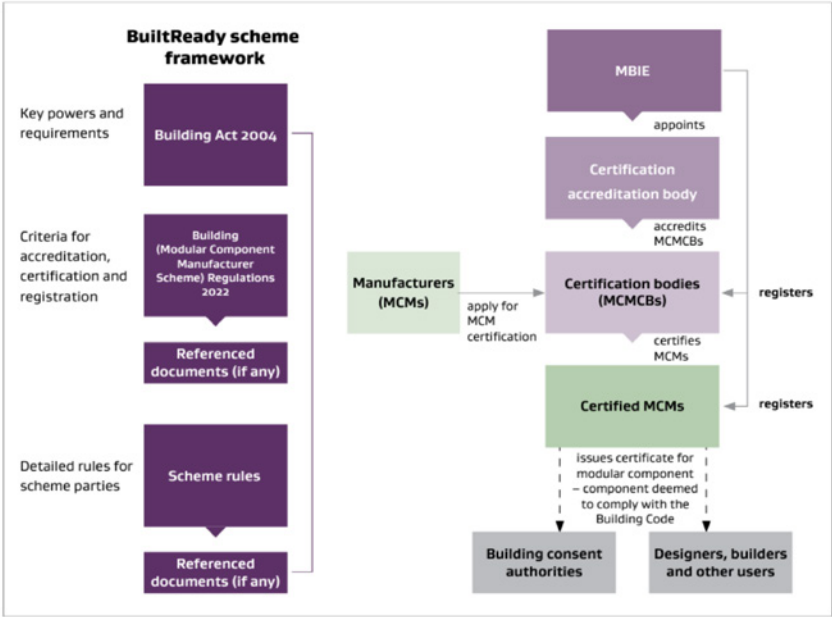 BuiltReady scheme
framework
Key powers and
requirements
Building Act 2004
Criteria for
accreditation,
certification and
registration
Building
(Modular Component
Manufacturer
Scheme) Regulations
2022
Referenced
documents (if any)
Detailed rules for
scheme parties
Scheme rules
Referenced
documents (if any)
MBIE
appoints
Certification
accreditation body
accredits
MCMCBs
Manufacturers
(MCMs)
apply for
MCM
certification
Certification bodies
(MCMCBs)
registers
certifies
MCMs
Certified MCMs
registers
issues certificate for
modular component
– component deemed
to comply with the
Building Code
Building consent
authorities
Designers, builders
and other users